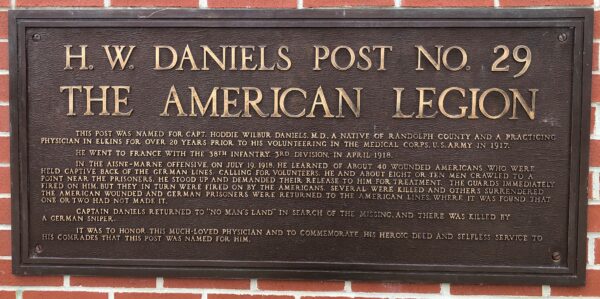 H. W. DANIELS POST NO. 29
THE AMERICAN LEGION
THIS POST WAS NAMED FOR CAPT. HODDIE WILBUR DANIELS, M.D., A NATIVE OF RANDOLPH COUNTY AND A PRACTICING
PHYSICIAN IN ELKINS FOR OVER 20 YEARS PRIOR TO HIS VOLUNTEERING IN THE MEDICAL CORPS, U.S. ARMY IN 1917.
HE WENT TO FRANCE WITH THE 38TH INFANTRY, 3RD DIVISION, IN APRIL 1918.
IN THE AISNE-MARNE OFFENSIVE ON JULY 19, 1918, HE LEARNED OF ABOUT 40 WOUNDED AMERICANS, WHO WERE
HELD CAPTIVE BACK OF THE GERMAN LINES. CALLING FOR VOLUNTEERS, HE AND ABOUT EIGHT OR TEN MEN CRAWLED TO A
POINT NEAR THE PRISONERS. HE STOOD UP AND DEMANDED THEIR RELEASE TO HIM FOR TREATMENT. THE GUARDS IMMEDIATELY
FIRED ON HIM, BUT THEY IN TURN WERE FIRED ON BY THE AMERICANS. SEVERAL WERE KILLED AND OTHERS SURRENDERED.
THE AMERICAN WOUNDED AND GERMAN PRISONERS WERE RETURNED TO THE AMERICAN LINES, WHERE IT WAS FOUND THAT
ONE OR TWO HAD NOT MADE IT.
CAPTAIN DANIELS RETURNED TO "NO MAN'S LAND" IN SEARCH OF THE MISSING, AND THERE WAS KILLED BY
A GERMAN SNIPER.
IT WAS TO HONOR THIS MUCH-LOVED PHYSICIAN AND TO COMMEMORATE HIS HEROIC DEED AND SELFLESS SERVICE TO
HIS COMRADES THAT THIS POST WAS NAMED FOR HIM.